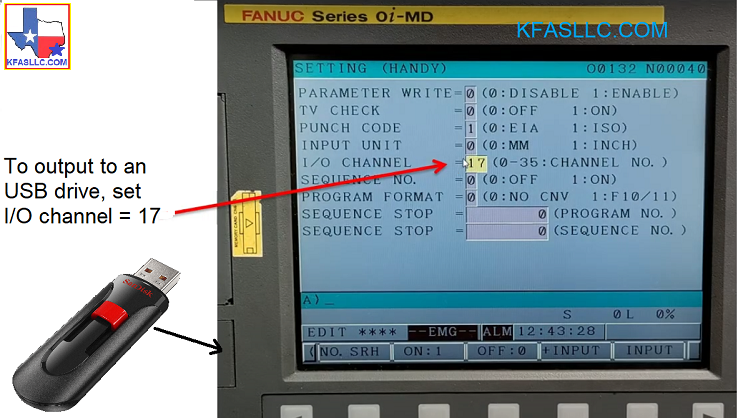 KFASLLC.COM
FANUC Series 0i-MD
KFASLLC.COM
SETTING (HANDY) O0132 N00040
PARAMETER WRITE=0(0:DISABLE 1:ENABLE)
TV CHECK =0(0:OFF 1:ON)
PUNCH CODE =1(0:EIA 1:ISO)
INPUT UNIT =0(0:MM 1:INCH)
I/O CHANNEL =17(0-35:CHANNEL NO.)
SEQUENCE NO. =0(0:OFF 1:ON)
PROGRAM FORMAT =0(0:NO CNV 1:F10/11)
SEQUENCE STOP = 0(PROGRAM NO.)
SEQUENCE STOP = 0(SEQUENCE NO.)
A)_
S 0L 0%
EDIT **** --EMG-- ALM 12:43:28
(NO. SRH ON:1 OFF:0 +INPUT INPUT
To output to an
USB drive, set
I/O channel = 17
SanDisk